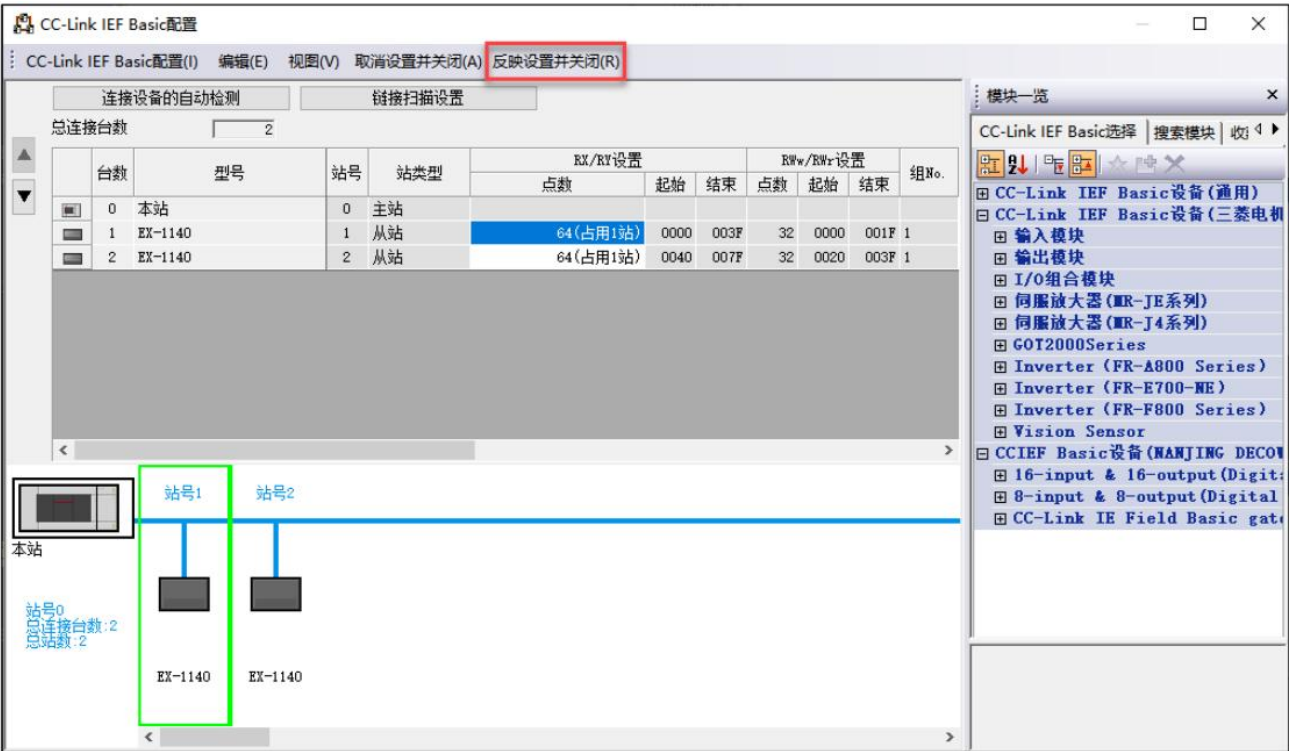 CC-Link IEF Basic配置
CC-Link IEF Basic配置(I) 编辑(E) 视图(V) 取消设置并关闭(A) 反映设置并关闭(R)
连接设备的自动检测 链接扫描设置
总连接台数 2
台数 型号 站号 站类型 RX/RY设置 RWw/RWr设置 组No.
点数 起始 结束 点数 起始 结束
0 本站 0 主站
1 EX-1140 1 从站 64(占用1站) 0000 003F 32 0000 001F 1
2 EX-1140 2 从站 64(占用1站) 0040 007F 32 0020 003F 1
本站
站号0
总连接台数:2
总站数:2
站号1 站号2
EX-1140 EX-1140
模块一览
CC-Link IEF Basic选择 搜索模块
CC-Link IEF Basic设备(通用)
CC-Link IEF Basic设备(三菱电机
输入模块
输出模块
I/O组合模块
伺服放大器(MR-JE系列)
伺服放大器(MR-J4系列)
GOT2000Series
Inverter (FR-A800 Series)
Inverter (FR-E700-NE)
Inverter (FR-F800 Series)
Vision Sensor
CCIEF Basic设备(NANJING DECOW
16-input & 16-output(Digit
8-input & 8-output(Digital
CC-Link IE Field Basic gat